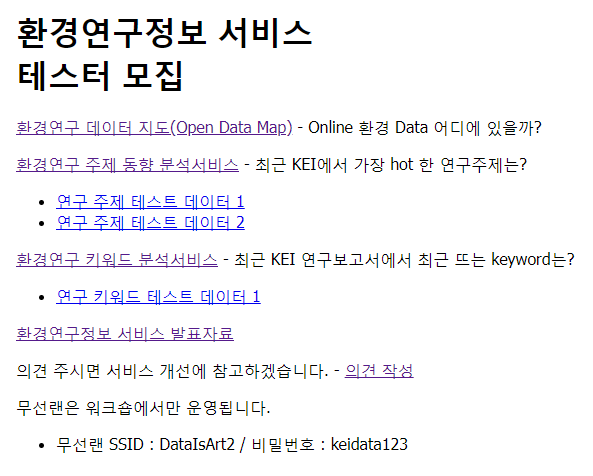 환경연구정보 서비스
테스터 모집
환경연구 데이터 지도(Open Data Map) - Online 환경 Data 어디에 있을까?
환경연구 주제 동향 분석서비스 - 최근 KEI에서 가장 hot 한 연구주제는?
• 연구 주제 테스트 데이터 1
• 연구 주제 테스트 데이터 2
환경연구 키워드 분석서비스 - 최근 KEI 연구보고서에서 최근 뜨는 keyword는?
• 연구 키워드 테스트 데이터 1
환경연구정보 서비스 발표자료
의견 주시면 서비스 개선에 참고하겠습니다. - 의견 작성
무선랜은 워크숍에서만 운영됩니다.
• 무선랜 SSID : DataIsArt2 / 비밀번호 : keidata123